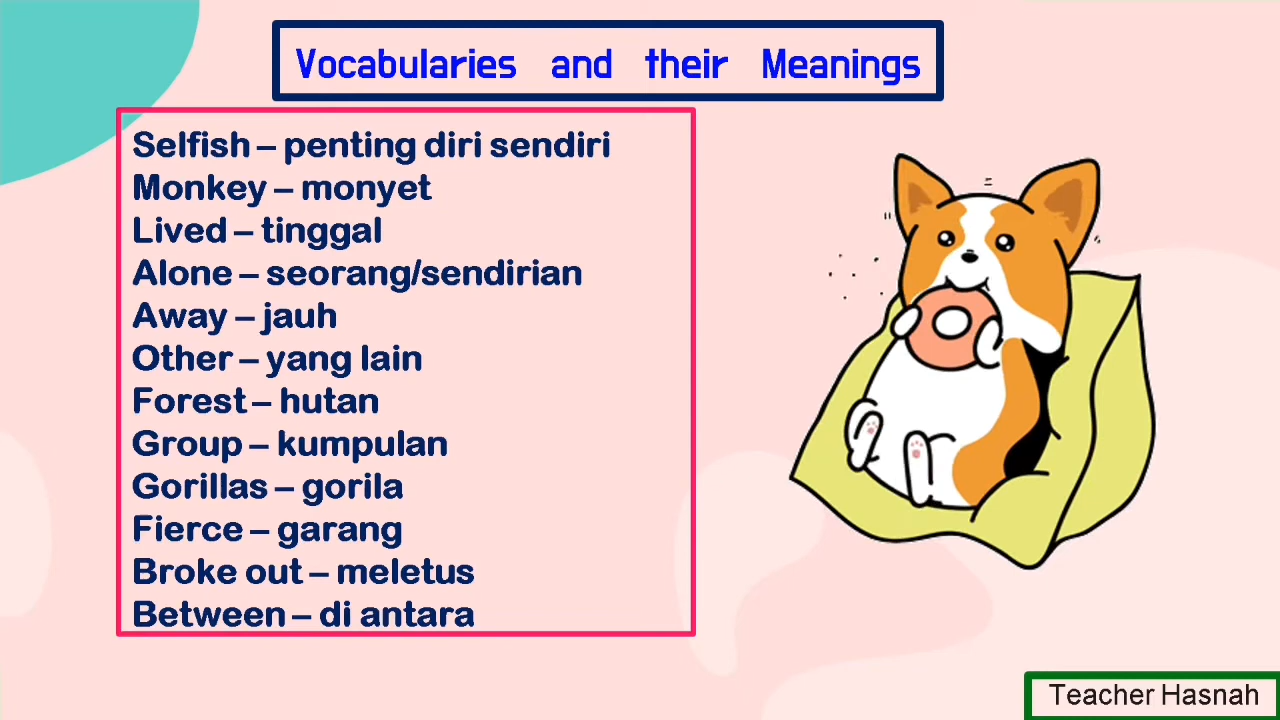 Vocabularies and their Meanings
Selfish – penting diri sendiri
Monkey – monyet
Lived – tinggal
Alone – seorang/sendirian
Away – jauh
Other – yang lain
Forest – hutan
Group – kumpulan
Gorillas – gorila
Fierce – garang
Broke out – meletus
Between – di antara
Teacher Hasnah